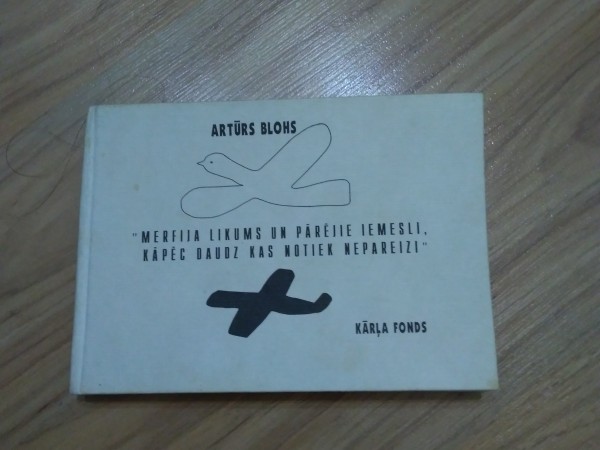 ARTŪRS BLOHS
"MERFIJA LIKUMS UN PĀRĒJIE IEMESLI,
KĀPĒC DAUDZ KAS NOTIEK NEPAREIZI"
KĀRĻA FONDS